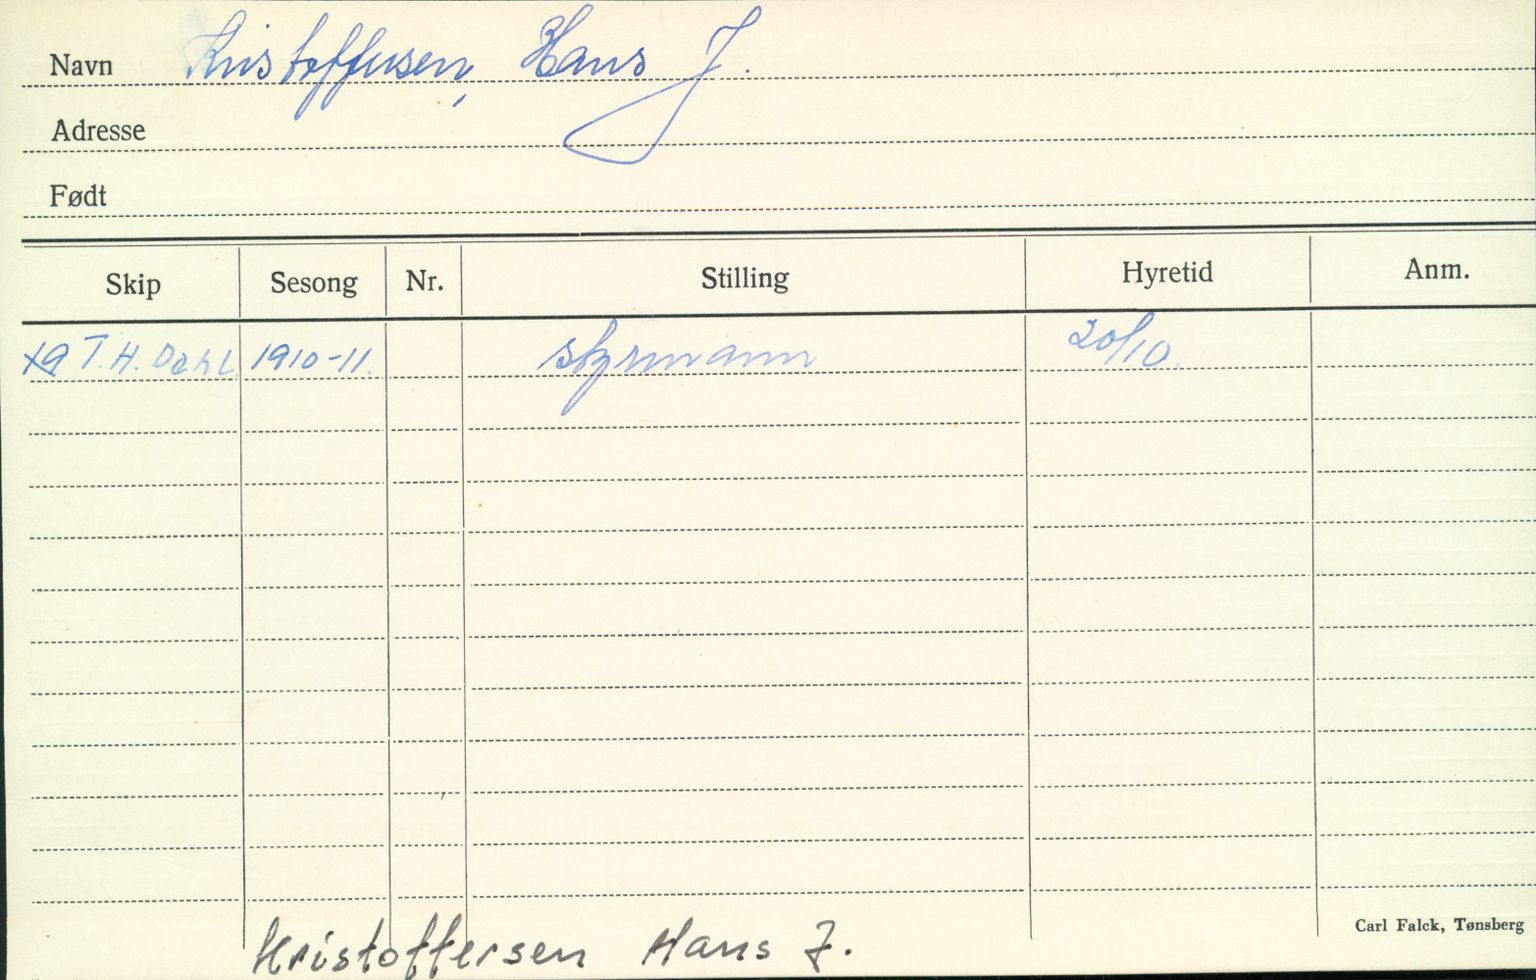 Navn Kristoffersen, Hans J.
Adresse
Født
Skip Sesong Nr. Stilling Hyretid Anm.
T. H. Dahl. 1910-11. styrmann 20/10.
Carl Falck, Tønsberg
Kristoffersen Hans J.